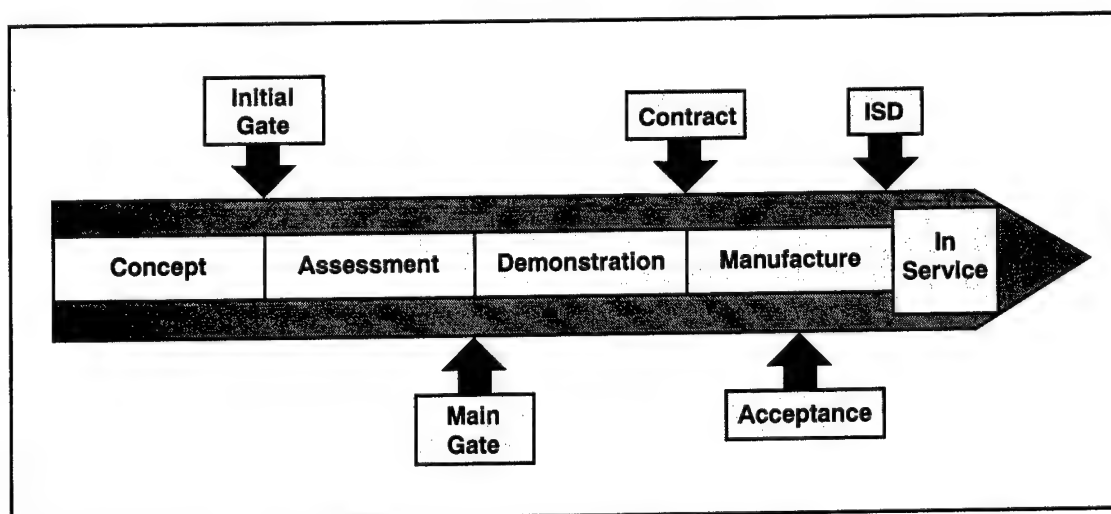 Initial
Gate
Contract
ISD
Concept
Assessment
Demonstration
Manufacture
In
Service
Main
Gate
Acceptance